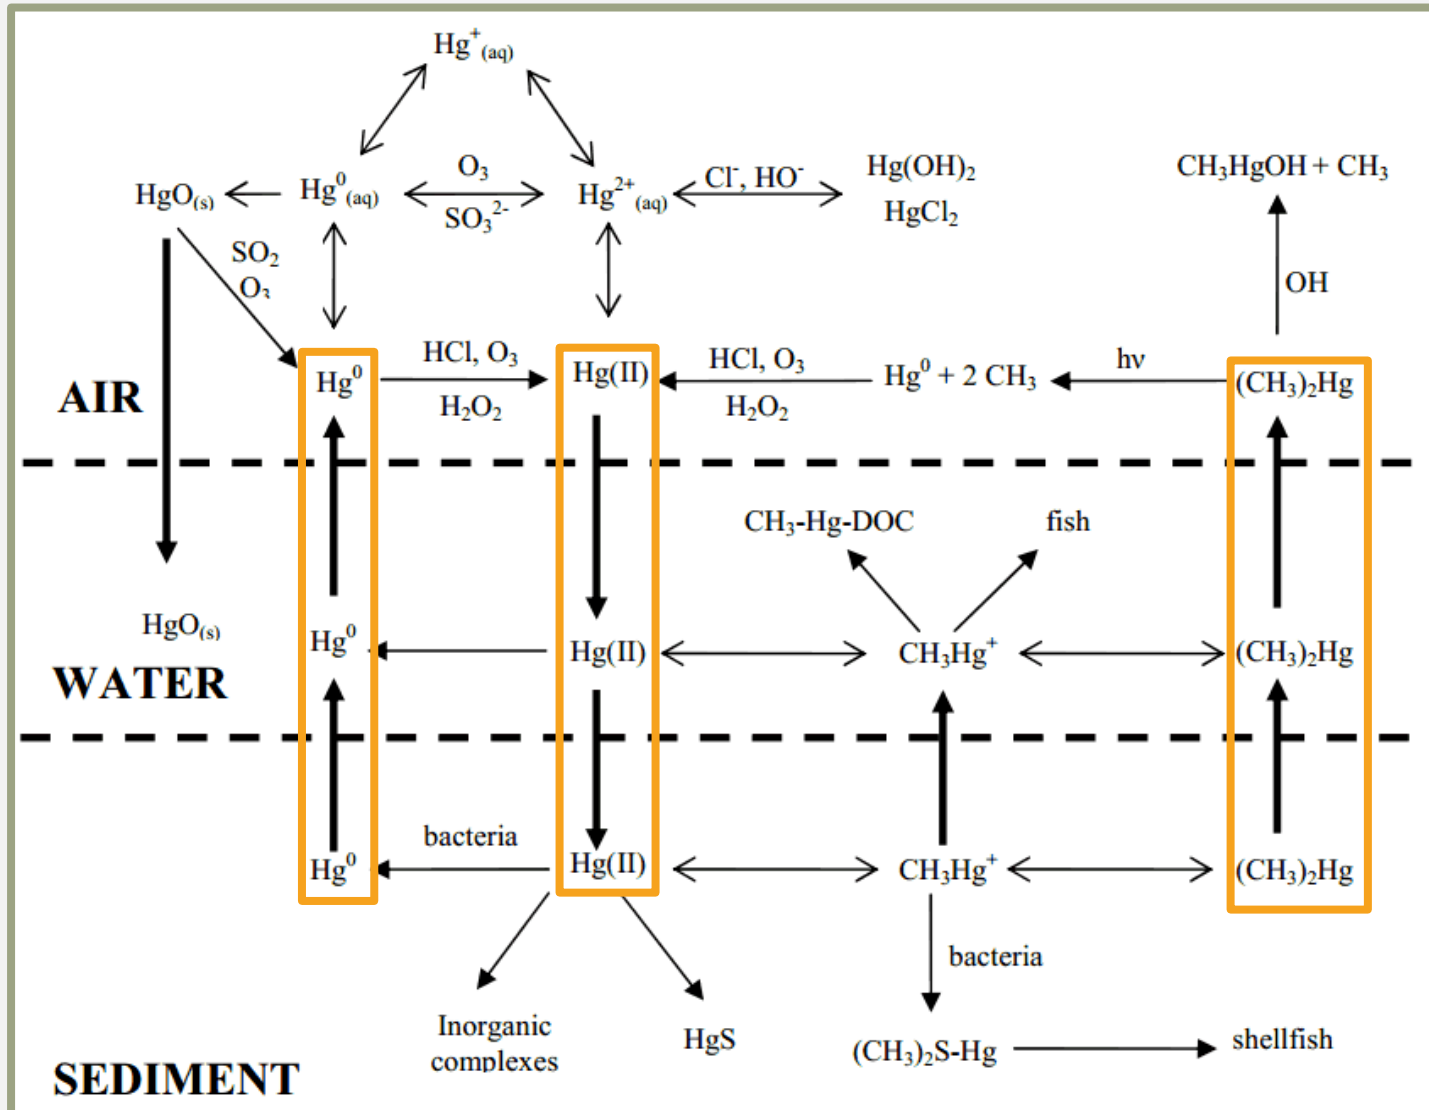 Hg⁺(aq)
O₃
HgO(s)
Hg⁰(aq)
SO₃²⁻
Hg²⁺(aq)
Cl⁻, HO⁻
Hg(OH)₂
HgCl₂
CH₃HgOH + CH₃
SO₂
O₃
OH
AIR
Hg⁰
HCl, O₃
H₂O₂
Hg(II)
HCl, O₃
H₂O₂
Hg⁰ + 2 CH₃
hν
(CH₃)₂Hg
CH₃-Hg-DOC
fish
HgO(s)
Hg⁰
Hg(II)
CH₃Hg⁺
(CH₃)₂Hg
WATER
bacteria
Hg⁰
Hg(II)
CH₃Hg⁺
(CH₃)₂Hg
bacteria
Inorganic
complexes
HgS
(CH₃)₂S-Hg
shellfish
SEDIMENT